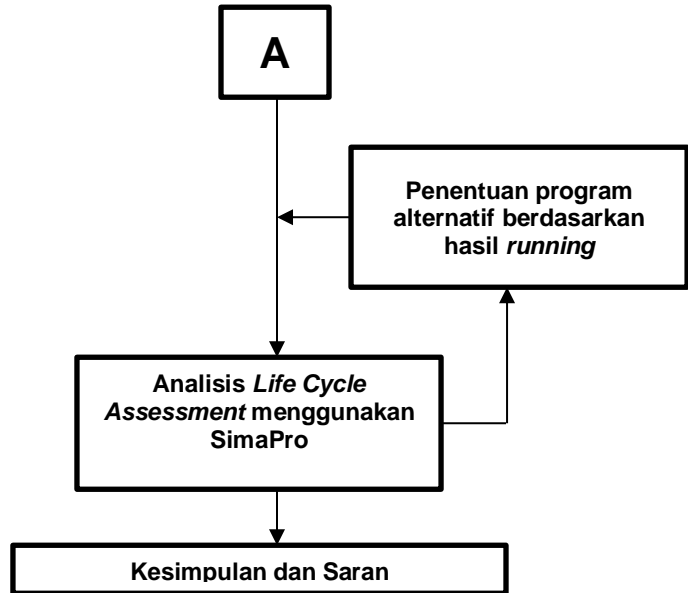 A
Penentuan program
alternatif berdasarkan
hasil running
Analisis Life Cycle
Assessment menggunakan
SimaPro
Kesimpulan dan Saran